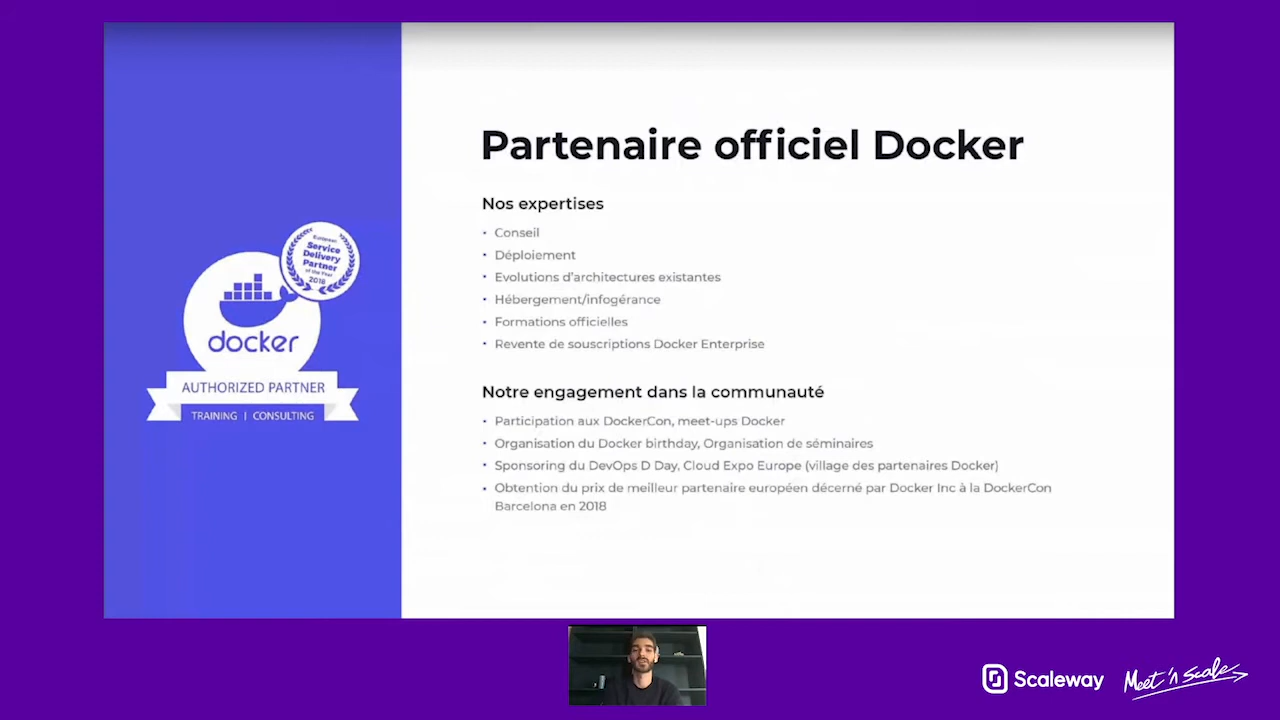 Partenaire officiel Docker
Nos expertises
• Conseil
• Déploiement
• Evolutions d'architectures existantes
• Hébergement/infogérance
• Formations officielles
• Revente de souscriptions Docker Enterprise
Notre engagement dans la communauté
• Participation aux DockerCon, meet-ups Docker
• Organisation du Docker birthday, Organisation de séminaires
• Sponsoring du DevOps D Day, Cloud Expo Europe (village des partenaires Docker)
• Obtention du prix de meilleur partenaire européen décerné par Docker Inc à la DockerCon
Barcelona en 2018
European
Service
Delivery
Partner
of the Year
2018
docker
AUTHORIZED PARTNER
TRAINING | CONSULTING
Scaleway
Meet 'n Scale